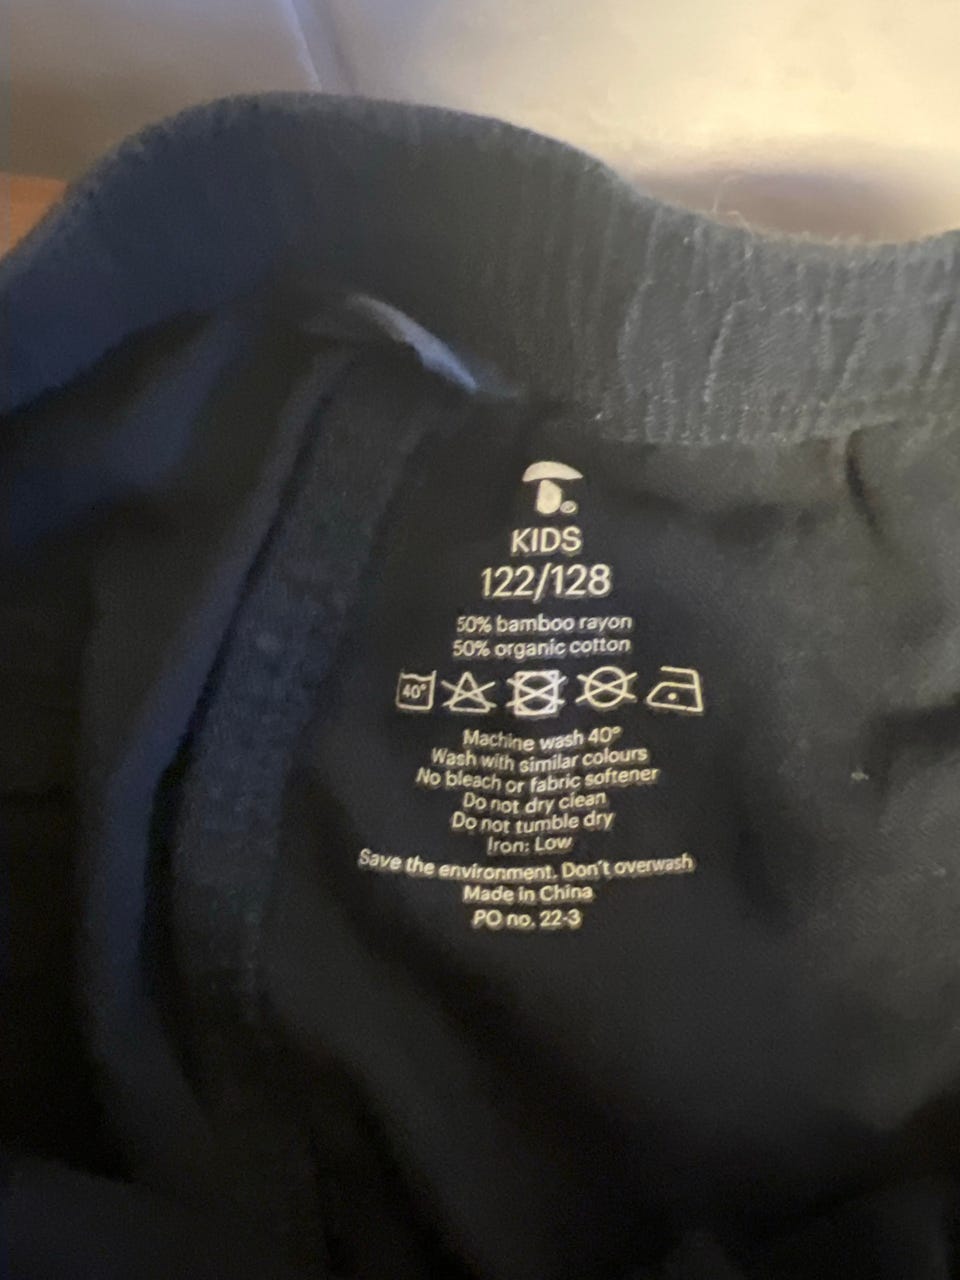 KIDS
122/128
50% bamboo rayon
50% organic cotton
40°
Machine wash 40°
Wash with similar colours
No bleach or fabric softener
Do not dry clean
Do not tumble dry
Iron: Low
Save the environment. Don't overwash
Made in China
PO no. 22-3